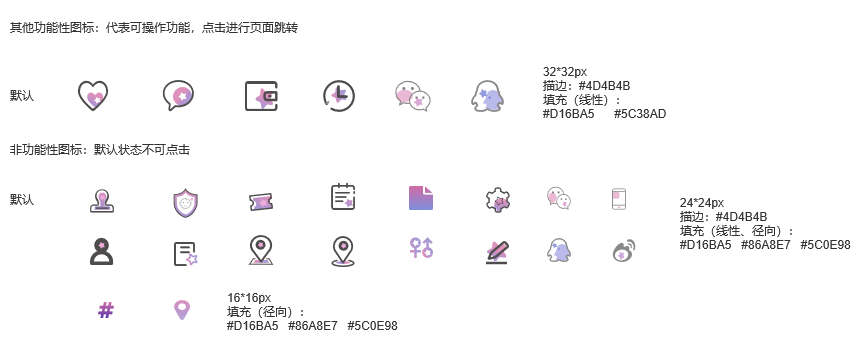 其他功能性图标：代表可操作功能，点击进行页面跳转
默认
32*32px
描边：#4D4B4B
填充（线性）：
#D16BA5 #5C38AD
非功能性图标：默认状态不可点击
默认
24*24px
描边：#4D4B4B
填充（线性、径向）：
#D16BA5 #86A8E7 #5C0E98
#
16*16px
填充（径向）：
#D16BA5 #86A8E7 #5C0E98